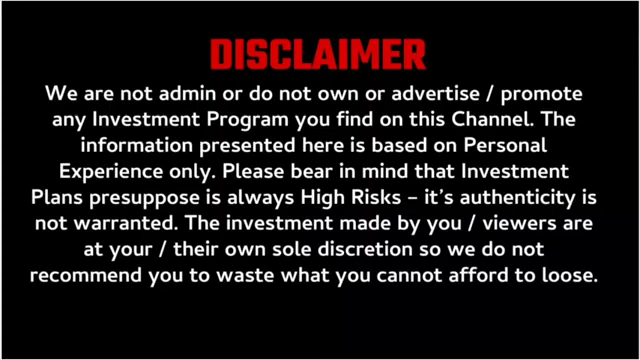 DISCLAIMER
We are not admin or do not own or advertise / promote
any Investment Program you find on this Channel. The
information presented here is based on Personal
Experience only. Please bear in mind that Investment
Plans presuppose is always High Risks – it's authenticity is
not warranted. The investment made by you / viewers are
at your / their own sole discretion so we do not
recommend you to waste what you cannot afford to loose.